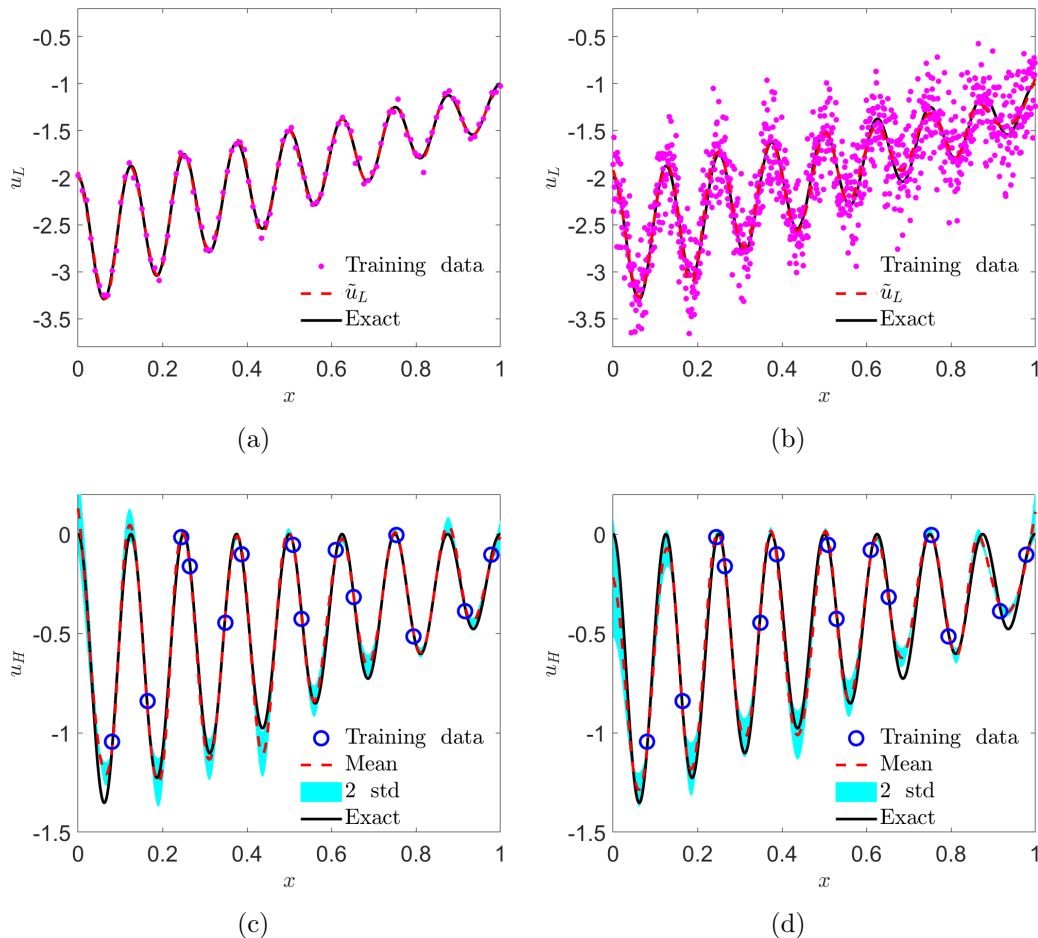 -0.5
-1
-1.5
-2
-2.5
-3
-3.5
u_L
Training data
ũ_L
Exact
0 0.2 0.4 0.6 0.8 1
x
(a)
-0.5
-1
-1.5
-2
-2.5
-3
-3.5
u_L
Training data
ũ_L
Exact
0 0.2 0.4 0.6 0.8 1
x
(b)
0
-0.5
-1
-1.5
u_H
Training data
Mean
2 std
Exact
0 0.2 0.4 0.6 0.8 1
x
(c)
0
-0.5
-1
-1.5
u_H
Training data
Mean
2 std
Exact
0 0.2 0.4 0.6 0.8 1
x
(d)